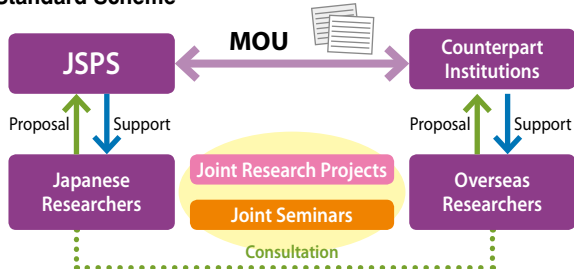 Standard Scheme
MOU
JSPS
Counterpart
Institutions
Proposal
Support
Proposal
Support
Joint Research Projects
Japanese
Researchers
Overseas
Researchers
Joint Seminars
Consultation